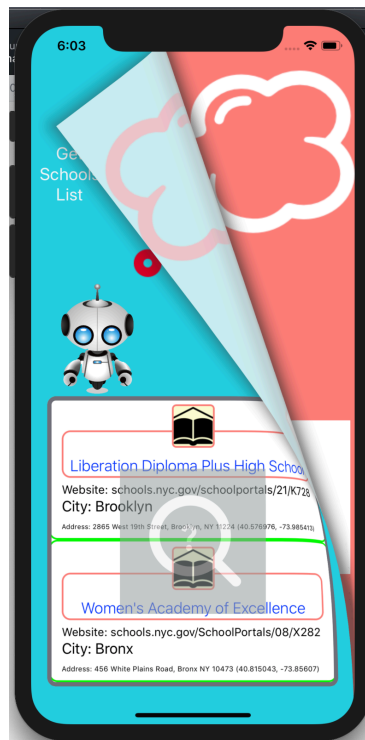 6:03
Get
Schools
List
Liberation Diploma Plus High School
Website: schools.nyc.gov/schoolportals/21/K728
City: Brooklyn
Address: 2865 West 19th Street, Brooklyn, NY 11224 (40.576976, -73.985413)
?
Women's Academy of Excellence
Website: schools.nyc.gov/SchoolPortals/08/X282
City: Bronx
Address: 456 White Plains Road, Bronx NY 10473 (40.815043, -73.85607)